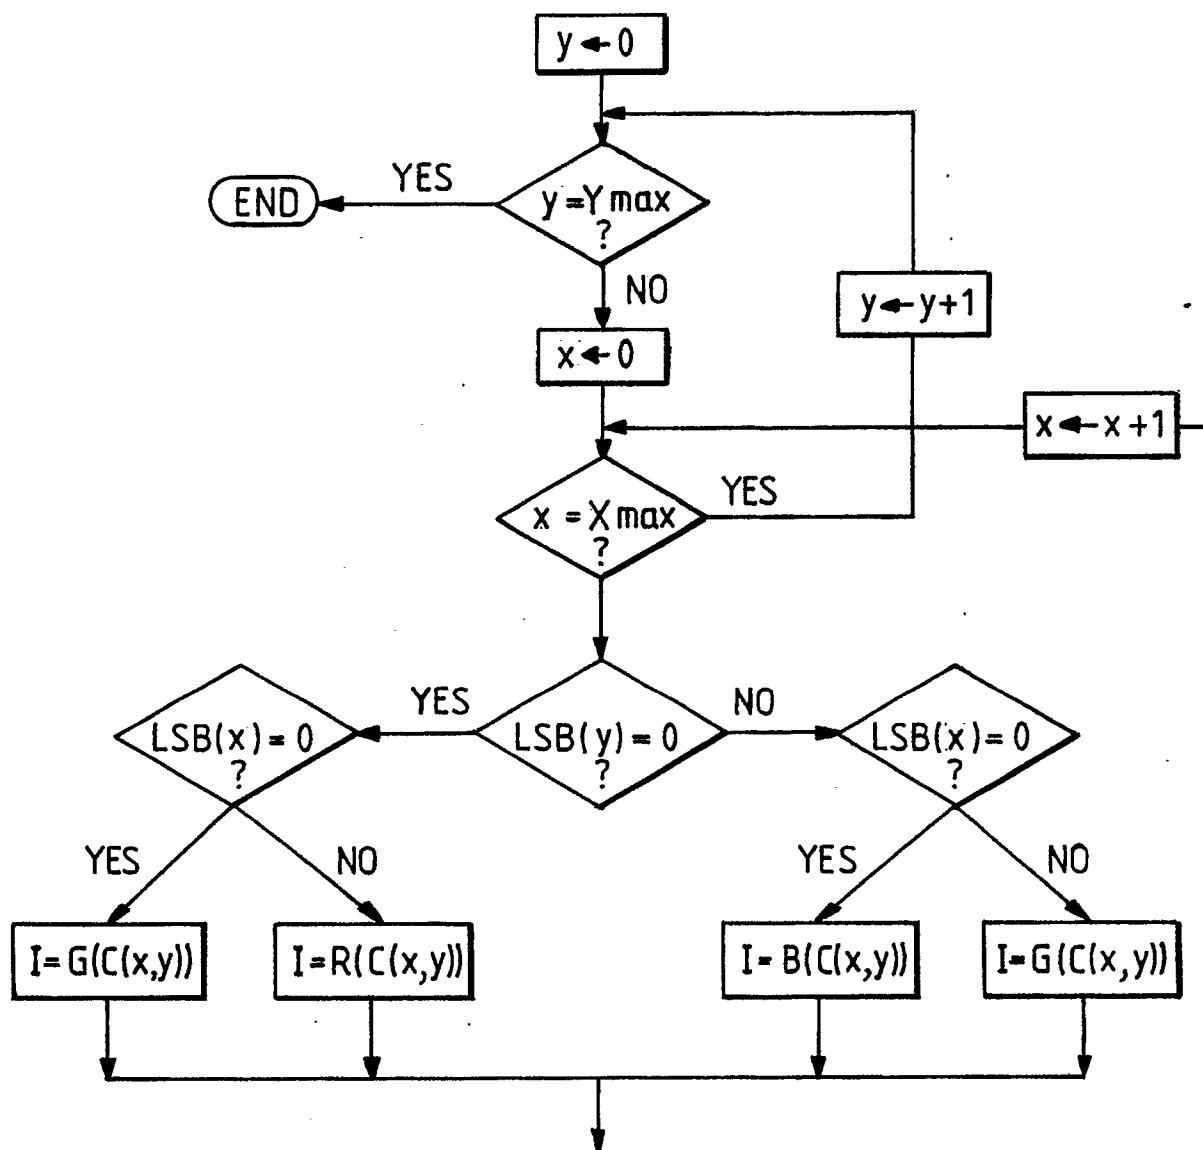 y ← 0
YES
END
y = Y max
?
NO
y ← y+1
x ← 0
x ← x+1
YES
x = X max
?
YES
NO
LSB(x) = 0
?
LSB(y) = 0
?
LSB(x) = 0
?
YES
NO
YES
NO
I = G(C(x,y))
I = R(C(x,y))
I = B(C(x,y))
I = G(C(x,y))